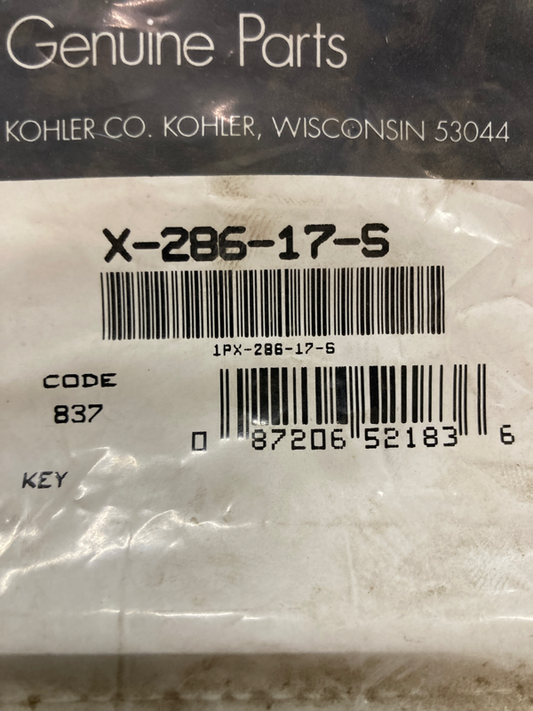 Genuine Parts
KOHLER CO. KOHLER, WISCONSIN 53044
X-286-17-S
1PX-286-17-S
CODE
837
0 87206 52183 6
KEY